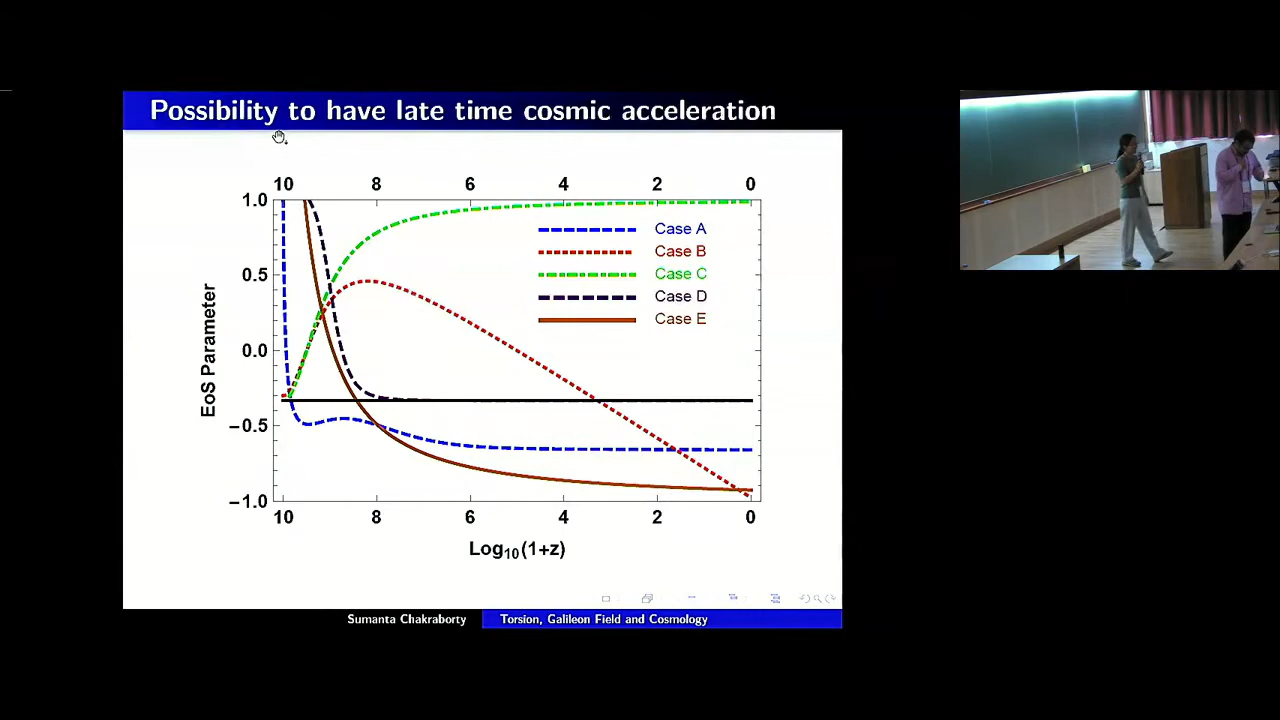 Possibility to have late time cosmic acceleration
10 8 6 4 2 0
1.0
0.5
0.0
−0.5
−1.0
EoS Parameter
Case A
Case B
Case C
Case D
Case E
10 8 6 4 2 0
Log10(1+z)
Sumanta Chakraborty Torsion, Galileon Field and Cosmology